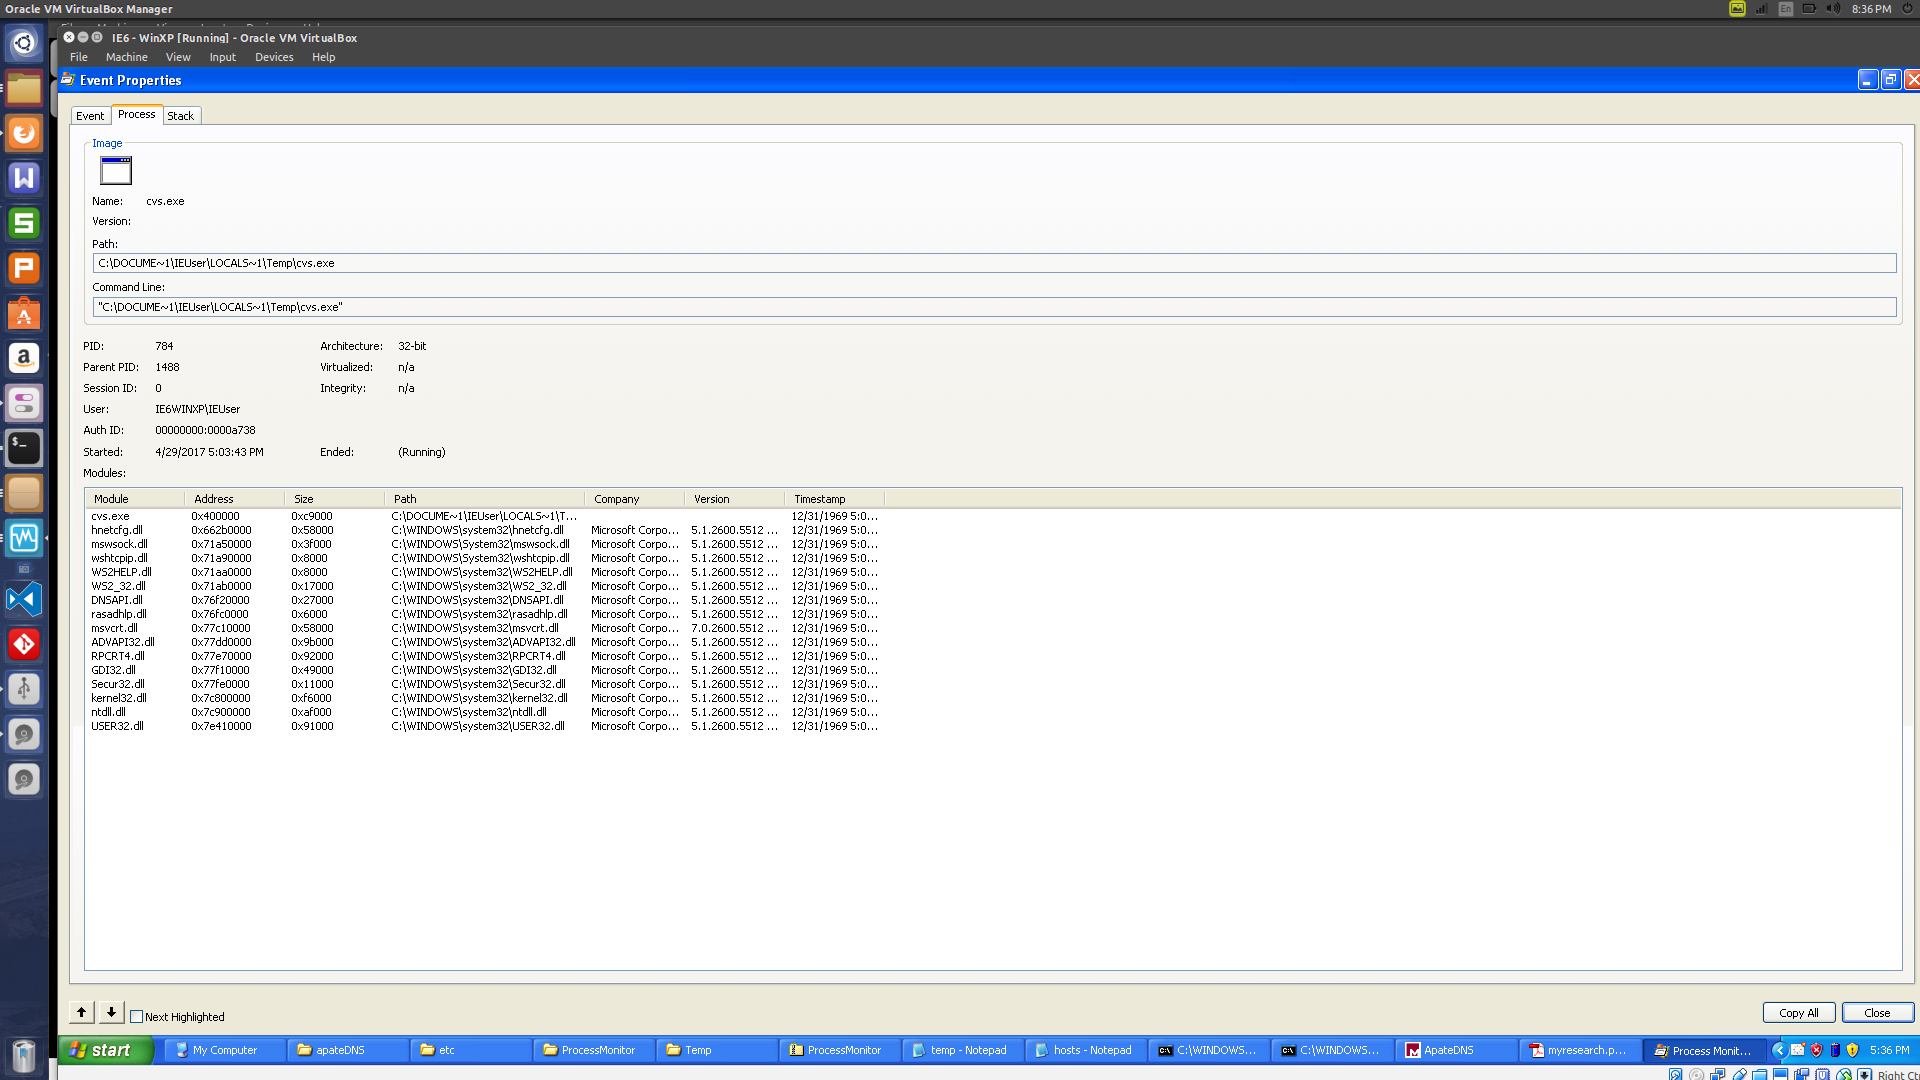 Oracle VM VirtualBox Manager
En
8:36 PM
IE6 - WinXP [Running] - Oracle VM VirtualBox
File Machine View Input Devices Help
Event Properties
Event Process Stack
Image
Name: cvs.exe
Version:
Path:
C:\DOCUME~1\IEUser\LOCALS~1\Temp\cvs.exe
Command Line:
"C:\DOCUME~1\IEUser\LOCALS~1\Temp\cvs.exe"
PID: 784 Architecture: 32-bit
Parent PID: 1488 Virtualized: n/a
Session ID: 0 Integrity: n/a
User: IE6WINXP\IEUser
Auth ID: 00000000:0000a738
Started: 4/29/2017 5:03:43 PM Ended: (Running)
Modules:
Module Address Size Path Company Version Timestamp
cvs.exe 0x400000 0xc9000 C:\DOCUME~1\IEUser\LOCALS~1\T... 12/31/1969 5:0...
hnetcfg.dll 0x662b0000 0x58000 C:\WINDOWS\system32\hnetcfg.dll Microsoft Corpo... 5.1.2600.5512 ... 12/31/1969 5:0...
mswsock.dll 0x71a50000 0x3f000 C:\WINDOWS\system32\mswsock.dll Microsoft Corpo... 5.1.2600.5512 ... 12/31/1969 5:0...
wshtcpip.dll 0x71a90000 0x8000 C:\WINDOWS\System32\wshtcpip.dll Microsoft Corpo... 5.1.2600.5512 ... 12/31/1969 5:0...
WS2HELP.dll 0x71aa0000 0x8000 C:\WINDOWS\system32\WS2HELP.dll Microsoft Corpo... 5.1.2600.5512 ... 12/31/1969 5:0...
WS2_32.dll 0x71ab0000 0x17000 C:\WINDOWS\system32\WS2_32.dll Microsoft Corpo... 5.1.2600.5512 ... 12/31/1969 5:0...
DNSAPI.dll 0x76f20000 0x27000 C:\WINDOWS\system32\DNSAPI.dll Microsoft Corpo... 5.1.2600.5512 ... 12/31/1969 5:0...
rasadhlp.dll 0x76fc0000 0x6000 C:\WINDOWS\system32\rasadhlp.dll Microsoft Corpo... 5.1.2600.5512 ... 12/31/1969 5:0...
msvcrt.dll 0x77c10000 0x58000 C:\WINDOWS\system32\msvcrt.dll Microsoft Corpo... 7.0.2600.5512 ... 12/31/1969 5:0...
ADVAPI32.dll 0x77dd0000 0x9b000 C:\WINDOWS\system32\ADVAPI32.dll Microsoft Corpo... 5.1.2600.5512 ... 12/31/1969 5:0...
RPCRT4.dll 0x77e70000 0x92000 C:\WINDOWS\system32\RPCRT4.dll Microsoft Corpo... 5.1.2600.5512 ... 12/31/1969 5:0...
GDI32.dll 0x77f10000 0x49000 C:\WINDOWS\system32\GDI32.dll Microsoft Corpo... 5.1.2600.5512 ... 12/31/1969 5:0...
Secur32.dll 0x77fe0000 0x11000 C:\WINDOWS\system32\Secur32.dll Microsoft Corpo... 5.1.2600.5512 ... 12/31/1969 5:0...
kernel32.dll 0x7c800000 0xf6000 C:\WINDOWS\system32\kernel32.dll Microsoft Corpo... 5.1.2600.5512 ... 12/31/1969 5:0...
ntdll.dll 0x7c900000 0xaf000 C:\WINDOWS\system32\ntdll.dll Microsoft Corpo... 5.1.2600.5512 ... 12/31/1969 5:0...
USER32.dll 0x7e410000 0x91000 C:\WINDOWS\system32\USER32.dll Microsoft Corpo... 5.1.2600.5512 ... 12/31/1969 5:0...
Next Highlighted
Copy All Close
start My Computer apateDNS etc ProcessMonitor Temp ProcessMonitor temp - Notepad hosts - Notepad C:\WINDOWS... C:\WINDOWS... ApateDNS myresearch.p... Process Monit... 5:36 PM
Right Ct